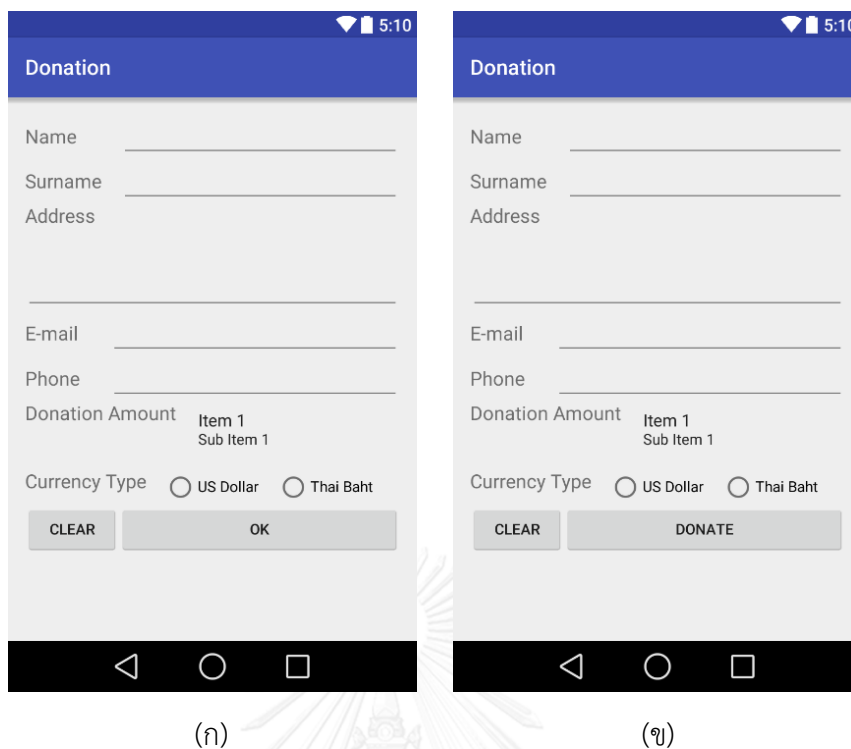 5:10
Donation
Name
Surname
Address
E-mail
Phone
Donation Amount
Item 1
Sub Item 1
Currency Type US Dollar Thai Baht
CLEAR OK
(ก)
5:10
Donation
Name
Surname
Address
E-mail
Phone
Donation Amount
Item 1
Sub Item 1
Currency Type US Dollar Thai Baht
CLEAR DONATE
(ข)